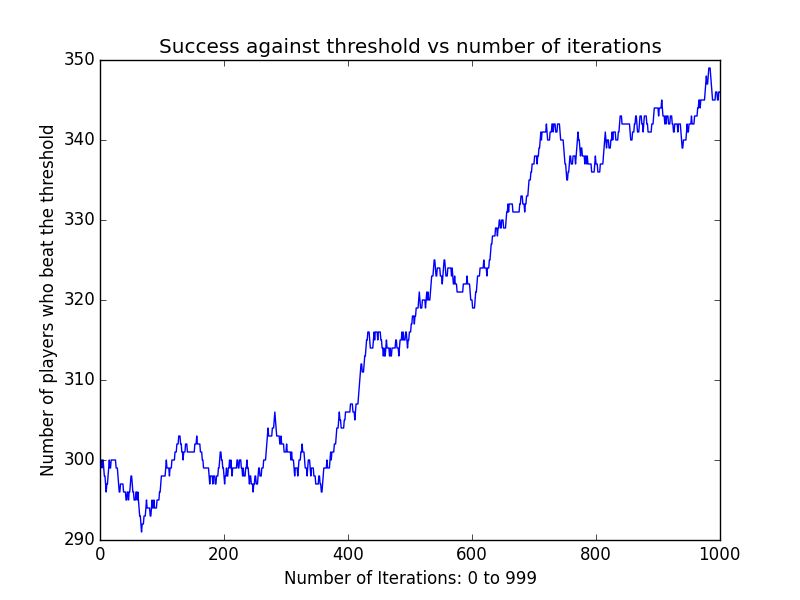 Success against threshold vs number of iterations
Number of players who beat the threshold
350
340
330
320
310
300
290
0 200 400 600 800 1000
Number of Iterations: 0 to 999